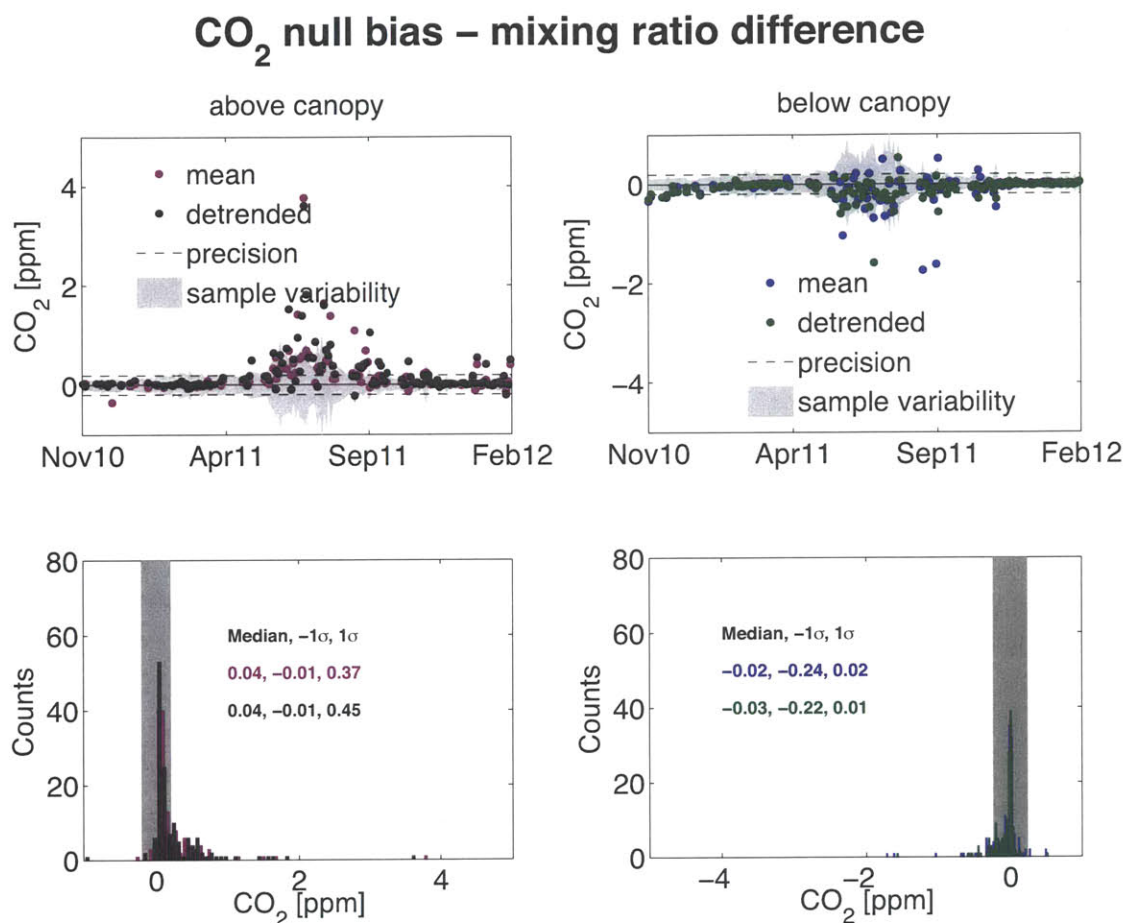 CO2 null bias – mixing ratio difference
above canopy
CO2 [ppm]
4
2
0
mean
detrended
precision
sample variability
Nov10 Apr11 Sep11 Feb12
below canopy
CO2 [ppm]
0
−2
−4
mean
detrended
precision
sample variability
Nov10 Apr11 Sep11 Feb12
Counts
80
60
40
20
0
Median, −1σ, 1σ
0.04, −0.01, 0.37
0.04, −0.01, 0.45
0 2 4
CO2 [ppm]
Counts
80
60
40
20
0
Median, −1σ, 1σ
−0.02, −0.24, 0.02
−0.03, −0.22, 0.01
−4 −2 0
CO2 [ppm]